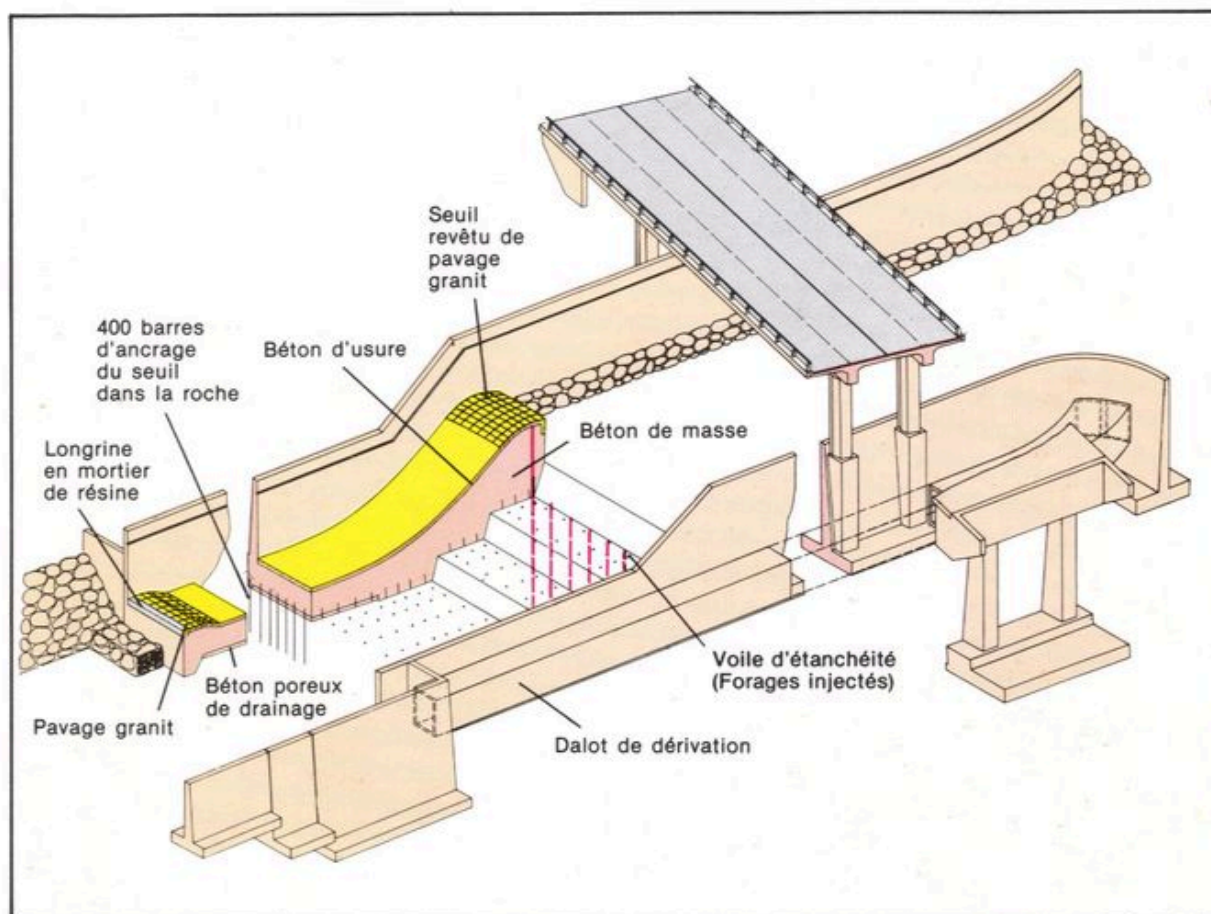 Seuil
revêtu de
pavage
granit
400 barres
d'ancrage
du seuil
dans la roche
Béton d'usure
Béton de masse
Longrine
en mortier
de résine
Béton poreux
de drainage
Pavage granit
Voile d'étanchéité
(Forages injectés)
Dalot de dérivation